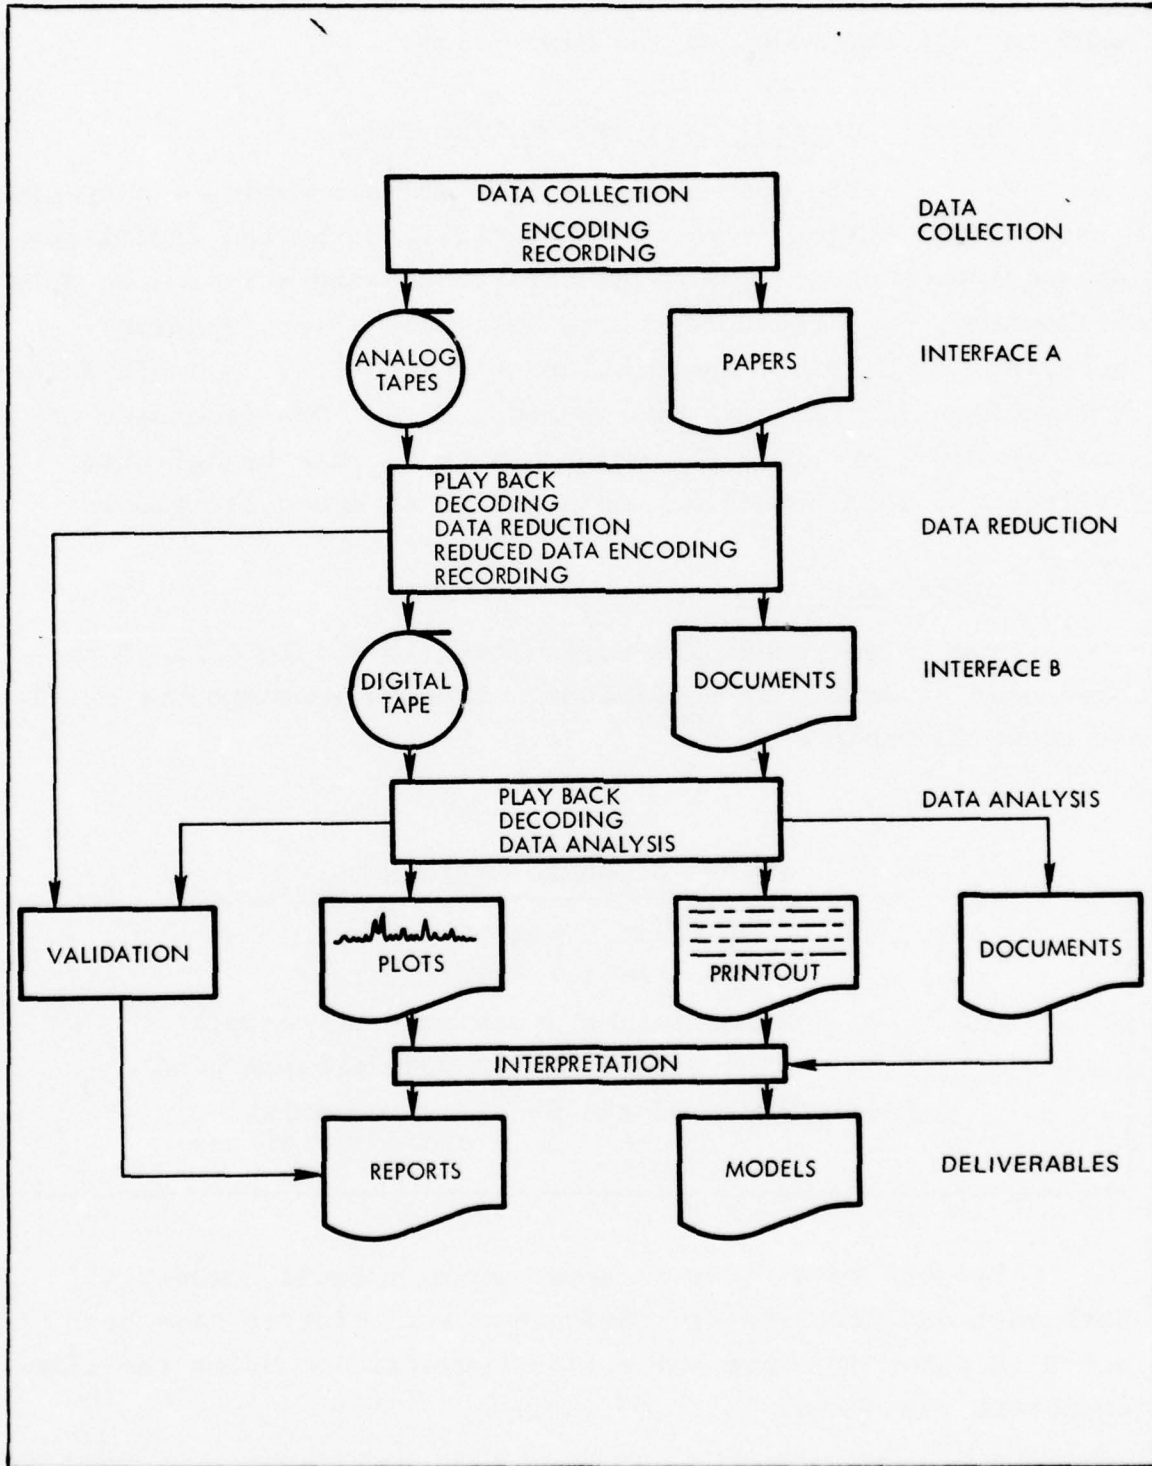 DATA COLLECTION
ENCODING
RECORDING
DATA
COLLECTION
ANALOG
TAPES
PAPERS
INTERFACE A
PLAY BACK
DECODING
DATA REDUCTION
REDUCED DATA ENCODING
RECORDING
DATA REDUCTION
DIGITAL
TAPE
DOCUMENTS
INTERFACE B
PLAY BACK
DECODING
DATA ANALYSIS
DATA ANALYSIS
VALIDATION
PLOTS
PRINTOUT
DOCUMENTS
INTERPRETATION
REPORTS
MODELS
DELIVERABLES